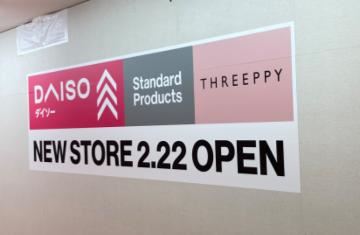 DAISO
ダイソー
Standard
Products
THREEPPY
NEW STORE 2.22 OPEN